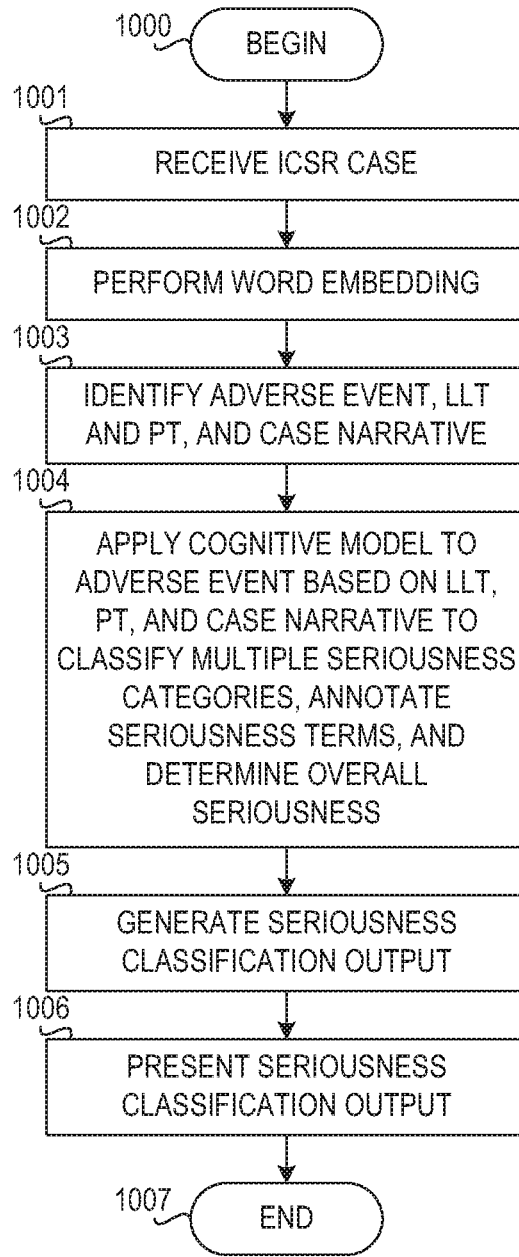 1000
BEGIN
1001
RECEIVE ICSR CASE
1002
PERFORM WORD EMBEDDING
1003
IDENTIFY ADVERSE EVENT, LLT
AND PT, AND CASE NARRATIVE
1004
APPLY COGNITIVE MODEL TO
ADVERSE EVENT BASED ON LLT,
PT, AND CASE NARRATIVE TO
CLASSIFY MULTIPLE SERIOUSNESS
CATEGORIES, ANNOTATE
SERIOUSNESS TERMS, AND
DETERMINE OVERALL
SERIOUSNESS
1005
GENERATE SERIOUSNESS
CLASSIFICATION OUTPUT
1006
PRESENT SERIOUSNESS
CLASSIFICATION OUTPUT
1007
END